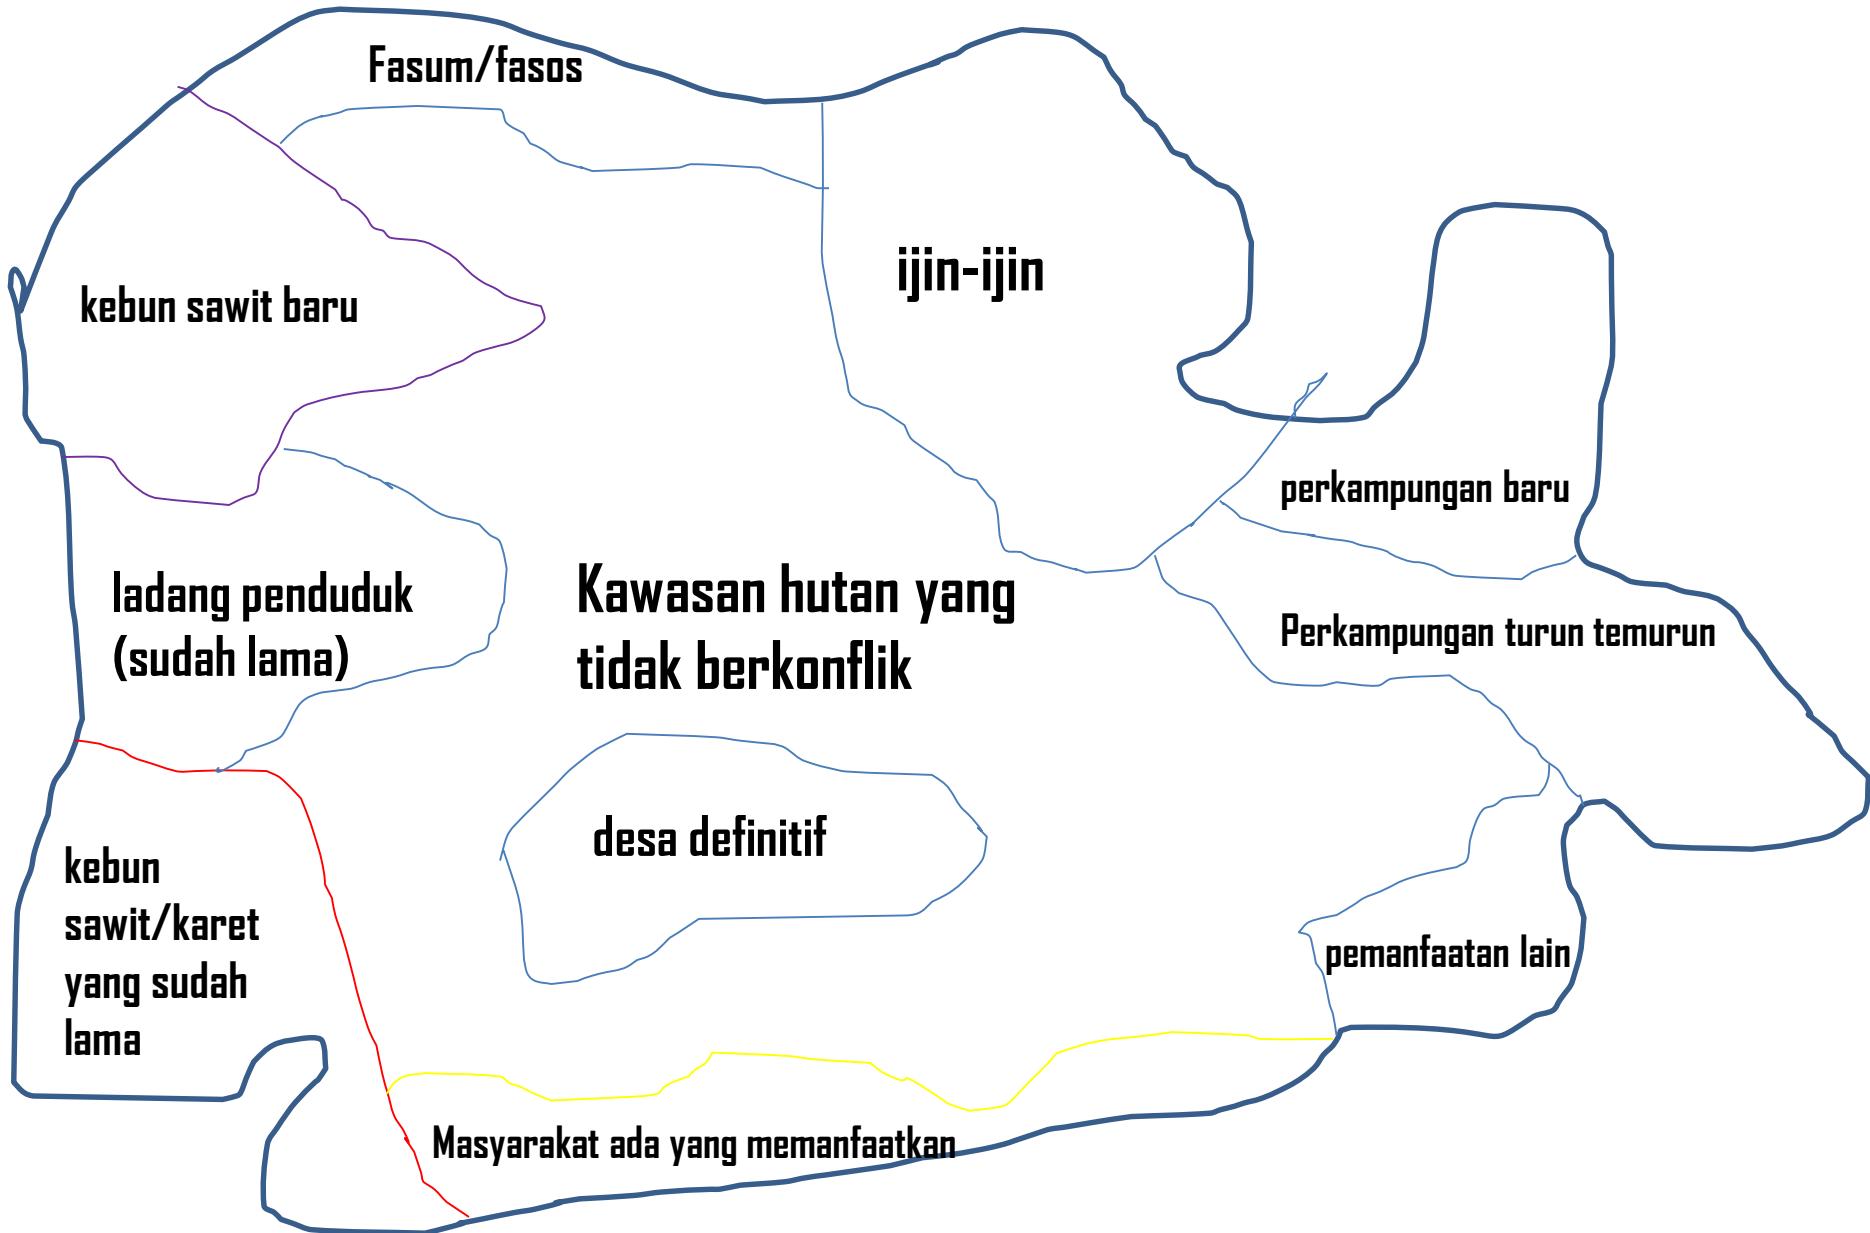 Fasum/fasos
ijin-ijin
kebun sawit baru
perkampungan baru
ladang penduduk
(sudah lama)
Kawasan hutan yang
tidak berkonflik
Perkampungan turun temurun
desa definitif
kebun
sawit/karet
yang sudah
lama
pemanfaatan lain
Masyarakat ada yang memanfaatkan